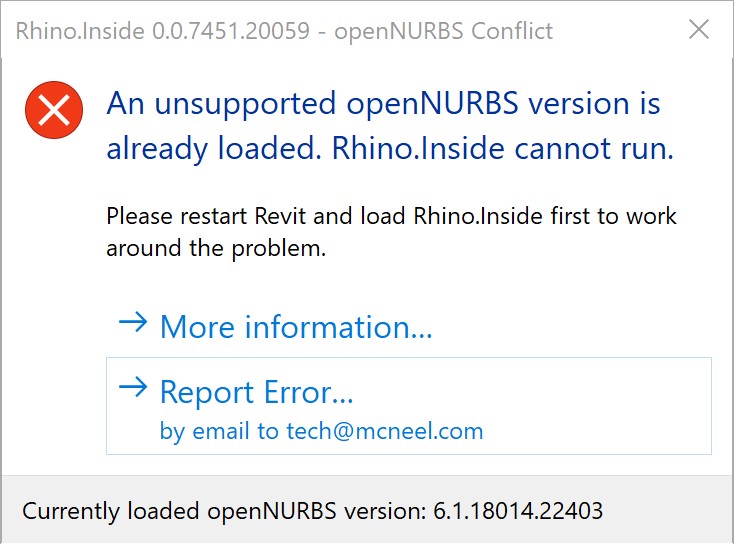 Rhino.Inside 0.0.7451.20059 - openNURBS Conflict
An unsupported openNURBS version is
already loaded. Rhino.Inside cannot run.
Please restart Revit and load Rhino.Inside first to work
around the problem.
→ More information...
→ Report Error...
by email to tech@mcneel.com
Currently loaded openNURBS version: 6.1.18014.22403